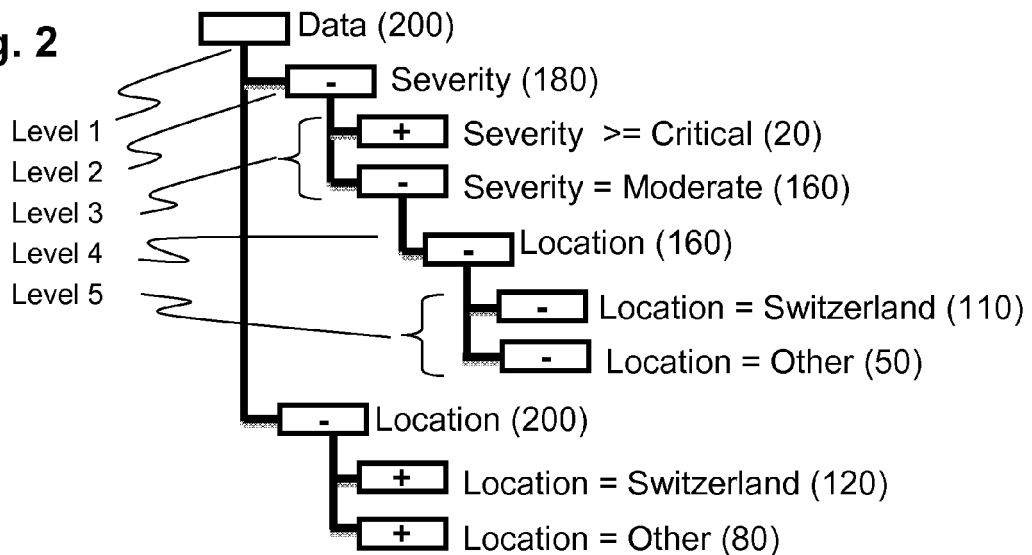 g. 2
Data (200)
- Severity (180)
Level 1
+ Severity >= Critical (20)
Level 2
- Severity = Moderate (160)
Level 3
- Location (160)
Level 4
Level 5
- Location = Switzerland (110)
- Location = Other (50)
- Location (200)
+ Location = Switzerland (120)
+ Location = Other (80)